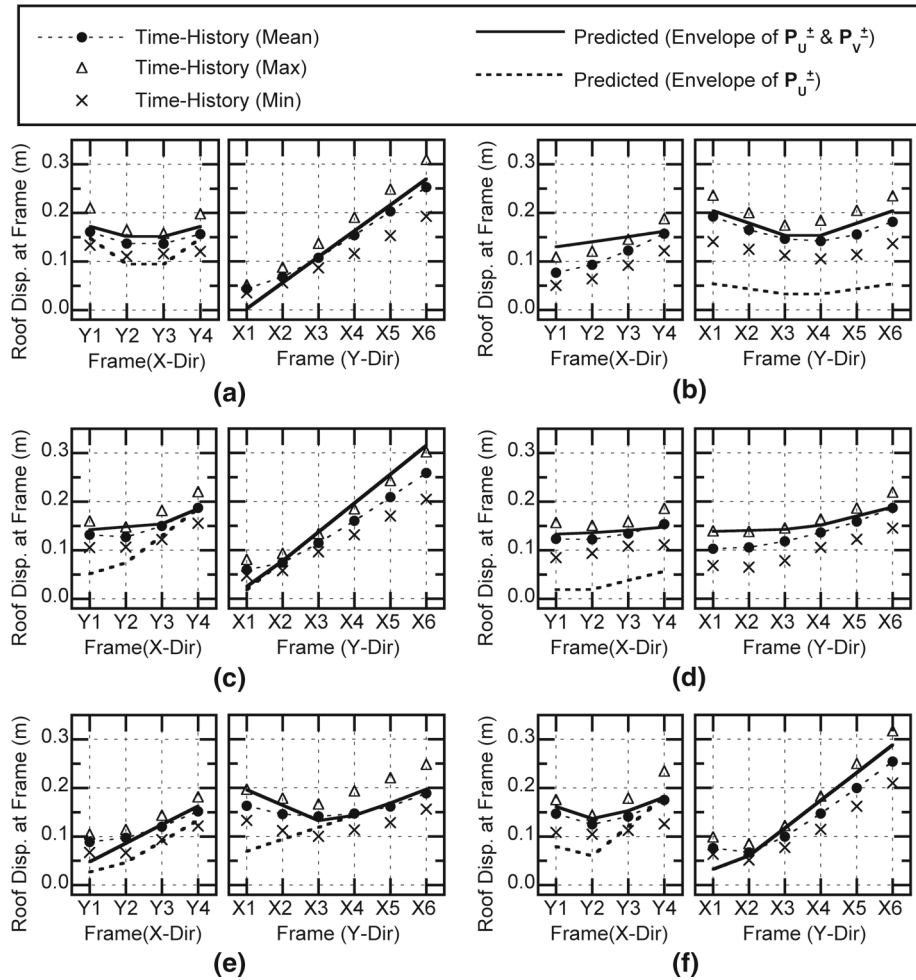 Time-History (Mean)
Time-History (Max)
Time-History (Min)
Predicted (Envelope of P_U^± & P_V^±)
Predicted (Envelope of P_U^±)
Roof Disp. at Frame (m)
0.3
0.2
0.1
0.0
Y1 Y2 Y3 Y4
Frame(X-Dir)
X1 X2 X3 X4 X5 X6
Frame (Y-Dir)
(a)
Roof Disp. at Frame (m)
0.3
0.2
0.1
0.0
Y1 Y2 Y3 Y4
Frame(X-Dir)
X1 X2 X3 X4 X5 X6
Frame (Y-Dir)
(b)
Roof Disp. at Frame (m)
0.3
0.2
0.1
0.0
Y1 Y2 Y3 Y4
Frame(X-Dir)
X1 X2 X3 X4 X5 X6
Frame (Y-Dir)
(c)
Roof Disp. at Frame (m)
0.3
0.2
0.1
0.0
Y1 Y2 Y3 Y4
Frame(X-Dir)
X1 X2 X3 X4 X5 X6
Frame (Y-Dir)
(d)
Roof Disp. at Frame (m)
0.3
0.2
0.1
0.0
Y1 Y2 Y3 Y4
Frame(X-Dir)
X1 X2 X3 X4 X5 X6
Frame (Y-Dir)
(e)
Roof Disp. at Frame (m)
0.3
0.2
0.1
0.0
Y1 Y2 Y3 Y4
Frame(X-Dir)
X1 X2 X3 X4 X5 X6
Frame (Y-Dir)
(f)